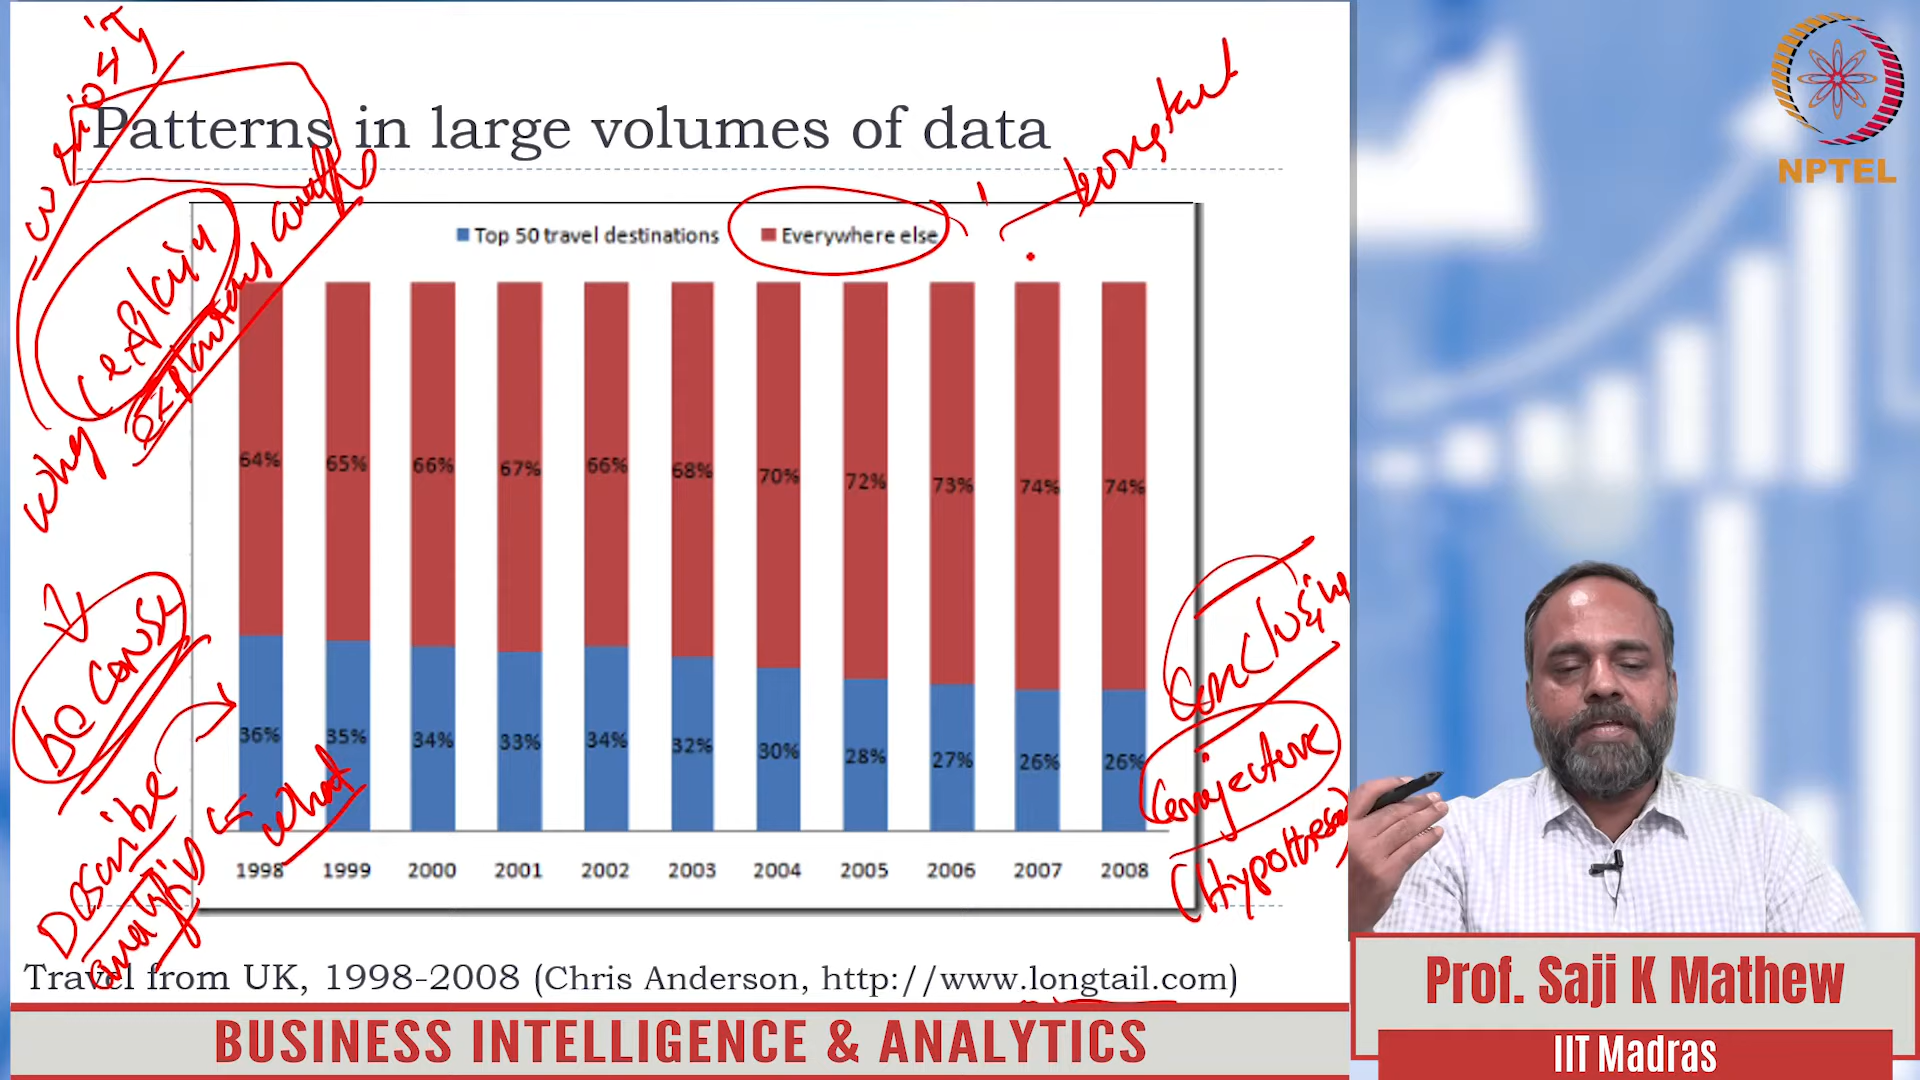 curiosity
Patterns in large volumes of data
NPTEL
Top 50 travel destinations
Everywhere else
why
explain
64%
65%
66%
67%
66%
68%
70%
72%
73%
74%
74%
36%
35%
34%
33%
34%
32%
30%
28%
27%
26%
26%
what
Describe
Conjecture
1998
1999
2000
2001
2002
2003
2004
2005
2006
2007
2008
Travel from UK, 1998-2008 (Chris Anderson, http://www.longtail.com)
BUSINESS INTELLIGENCE & ANALYTICS
Prof. Saji K Mathew
IIT Madras